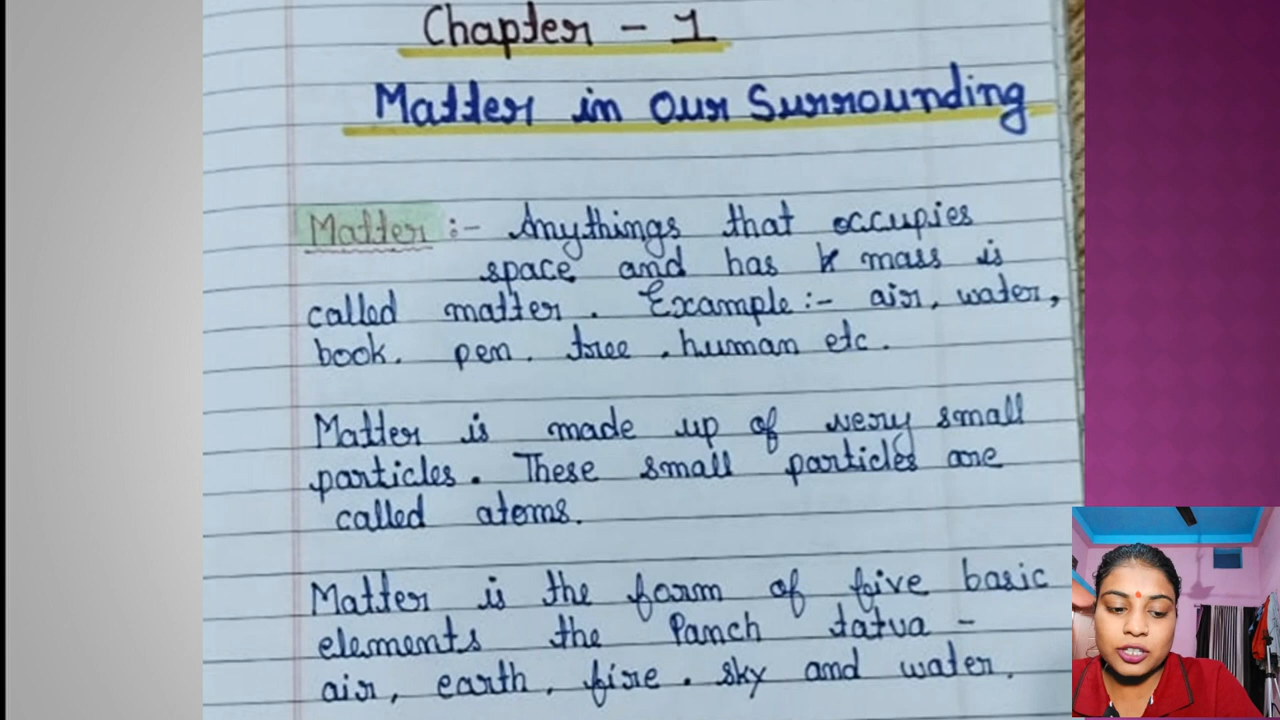 Chapter - 1
Matter in our Surrounding
Matter :- Anythings that occupies
space and has mass is
called matter. Example :- air, water,
book. pen. tree, human etc.
Matter is made up of very small
particles. These small particles are
called atoms.
Matter is the form of five basic
elements the Panch tatva -
air, earth, fire. sky and water.